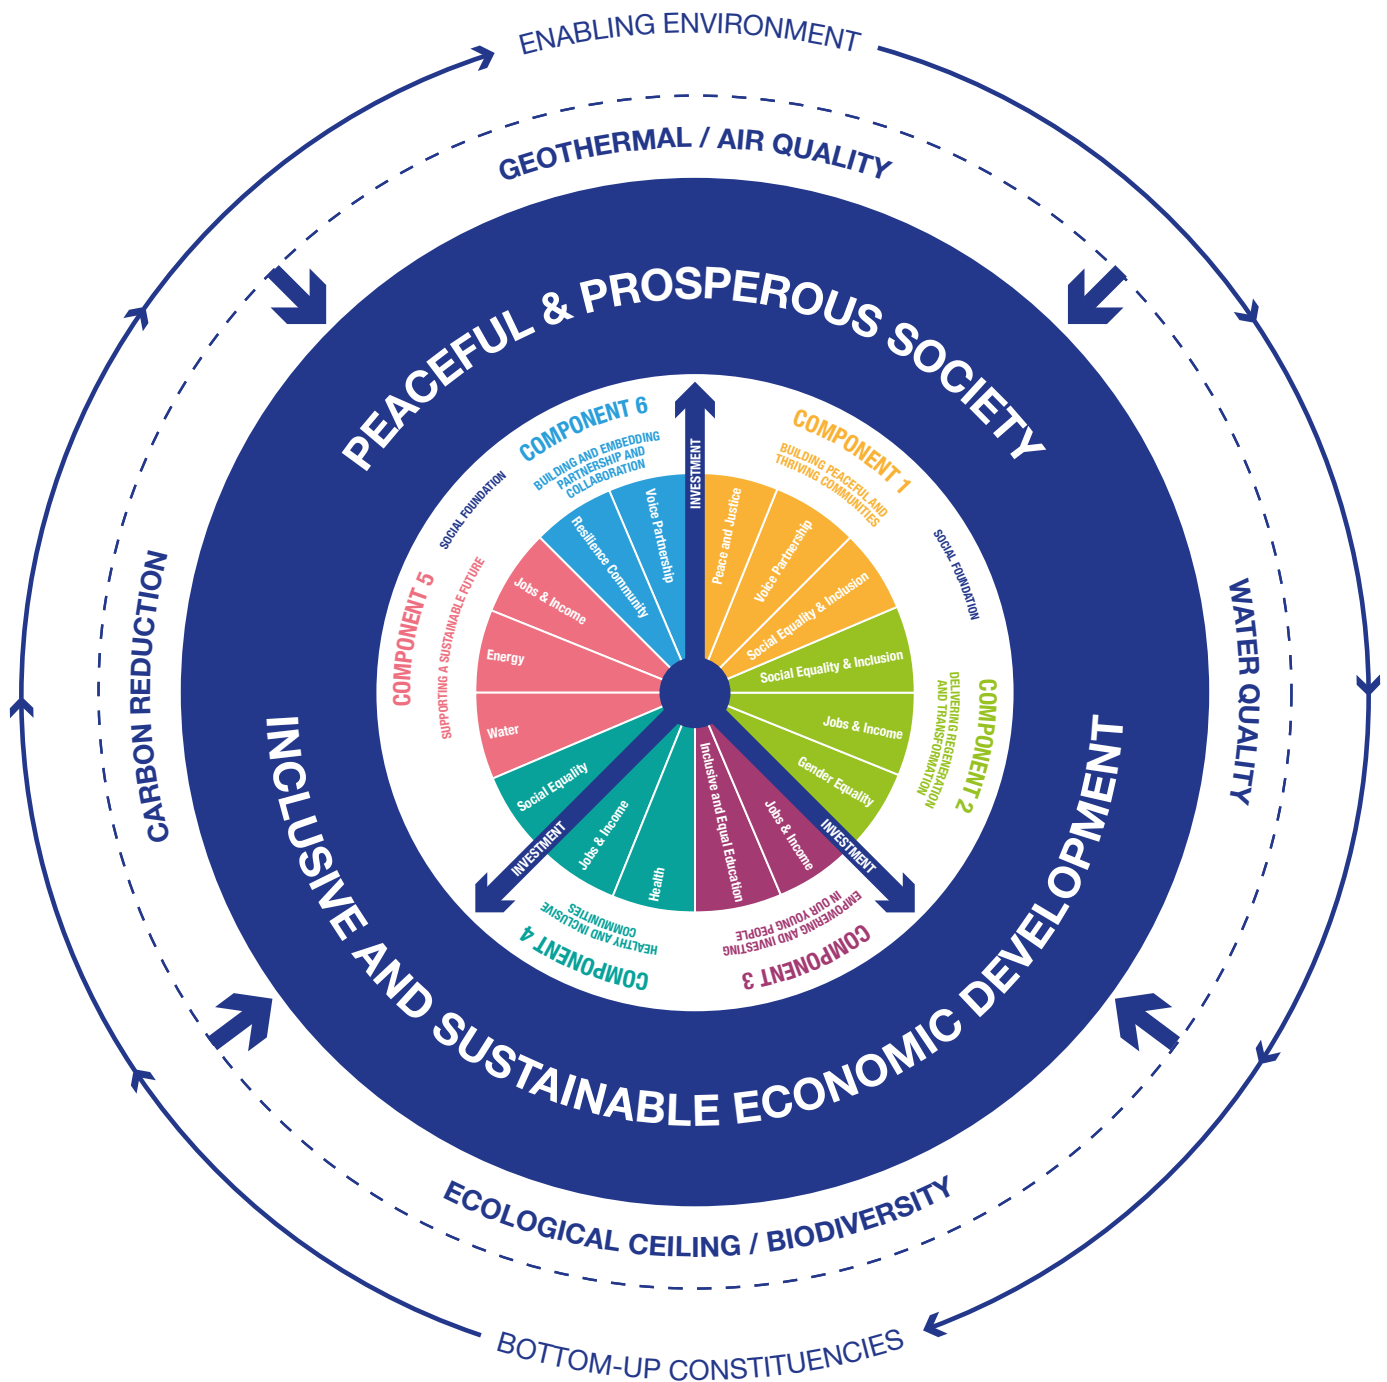 ENABLING ENVIRONMENT
GEOTHERMAL / AIR QUALITY
PEACEFUL & PROSPEROUS SOCIETY
COMPONENT 6
BUILDING AND EMBEDDING
PARTNERSHIP AND
COLLABORATION
Resilience Community
Voice Partnership
INVESTMENT
COMPONENT 1
BUILDING PEACEFUL AND
THRIVING COMMUNITIES
Peace and Justice
Voice Partnership
Social Equality & Inclusion
SOCIAL FOUNDATION
SOCIAL FOUNDATION
COMPONENT 2
DELIVERING REGENERATION
AND TRANSFORMATION
Social Equality & Inclusion
Jobs & Income
Gender Equality
INVESTMENT
COMPONENT 3
EMPOWERING AND INVESTING
IN OUR YOUNG PEOPLE
Jobs & Income
Inclusive and Equal Education
COMPONENT 4
HEALTHY AND INCLUSIVE
COMMUNITIES
Health
Jobs & Income
INVESTMENT
Social Equality
COMPONENT 5
SUPPORTING A SUSTAINABLE FUTURE
Water
Energy
Jobs & Income
CARBON REDUCTION
WATER QUALITY
INCLUSIVE AND SUSTAINABLE ECONOMIC DEVELOPMENT
ECOLOGICAL CEILING / BIODIVERSITY
BOTTOM-UP CONSTITUENCIES